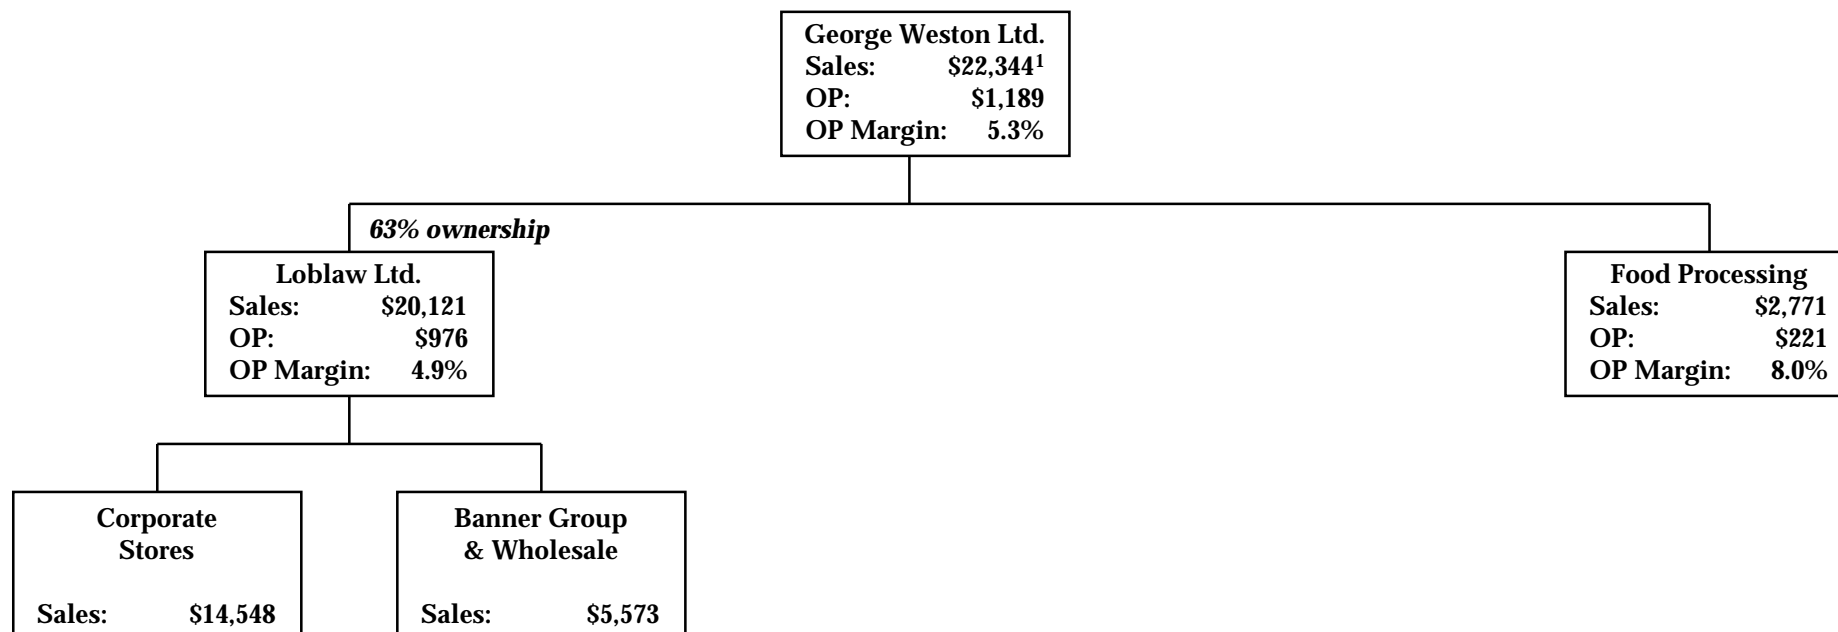 George Weston Ltd.
Sales: $22,344¹
OP: $1,189
OP Margin: 5.3%
63% ownership
Loblaw Ltd.
Sales: $20,121
OP: $976
OP Margin: 4.9%
Food Processing
Sales: $2,771
OP: $221
OP Margin: 8.0%
Corporate
Stores
Sales: $14,548
Banner Group
& Wholesale
Sales: $5,573